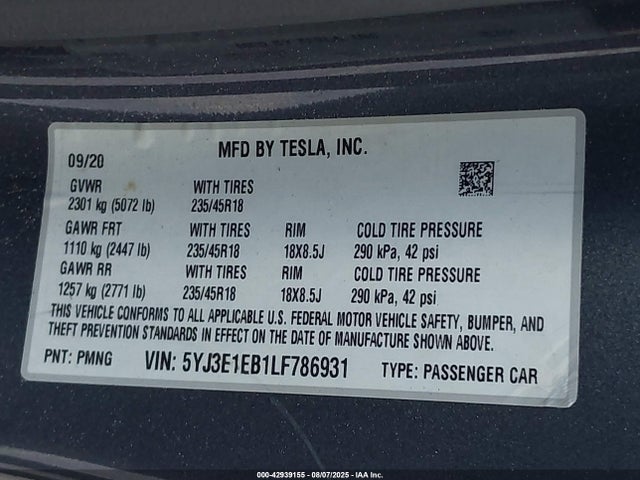 MFD BY TESLA, INC.
09/20
GVWR WITH TIRES
2301 kg (5072 lb) 235/45R18
GAWR FRT WITH TIRES RIM COLD TIRE PRESSURE
1110 kg (2447 lb) 235/45R18 18X8.5J 290 kPa, 42 psi
GAWR RR WITH TIRES RIM COLD TIRE PRESSURE
1257 kg (2771 lb) 235/45R18 18X8.5J 290 kPa, 42 psi
THIS VEHICLE CONFORMS TO ALL APPLICABLE U.S. FEDERAL MOTOR VEHICLE SAFETY, BUMPER, AND
THEFT PREVENTION STANDARDS IN EFFECT ON THE DATE OF MANUFACTURE SHOWN ABOVE.
PNT: PMNG VIN: 5YJ3E1EB1LF786931 TYPE: PASSENGER CAR
000-42939155 - 08/07/2025 - IAA Inc.